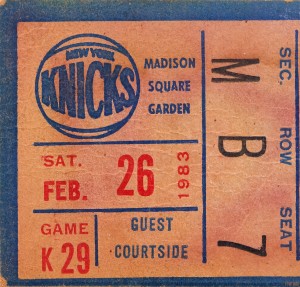 NEW YORK
KNICKS
MADISON
SQUARE
GARDEN
SAT.
FEB. 26
1983
GAME
K 29
GUEST
COURTSIDE
SEC. ROW SEAT
M B 7